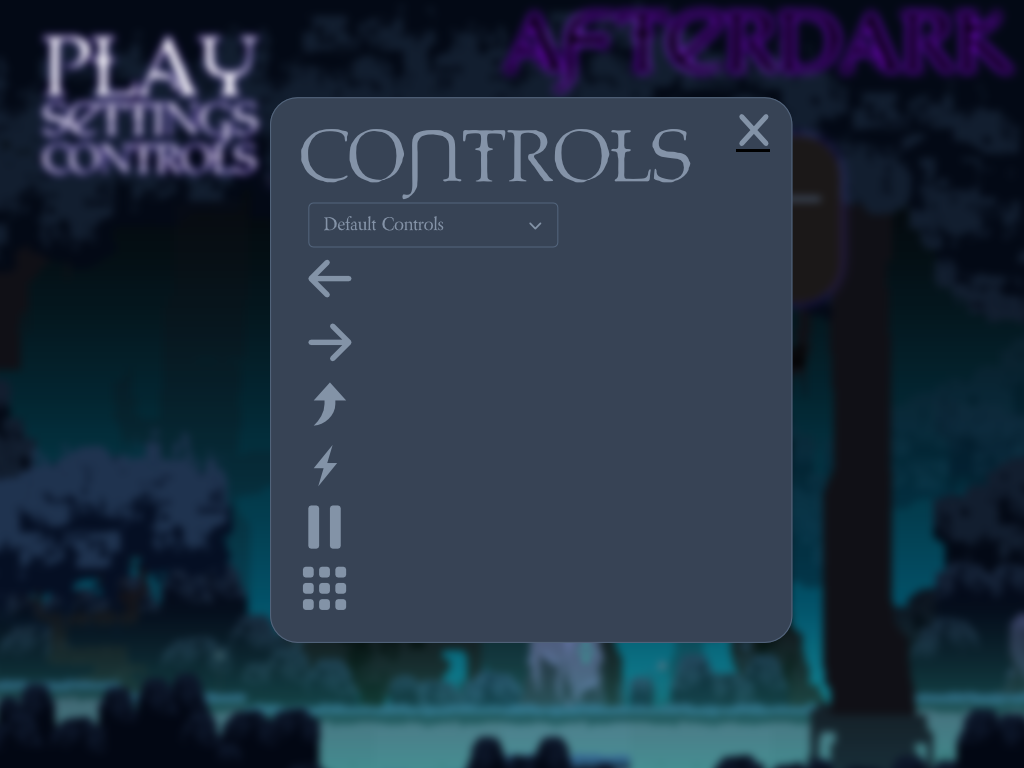 AFTERDARK
PLAY
SETTINGS
CONTROLS
CONTROLS
Default Controls